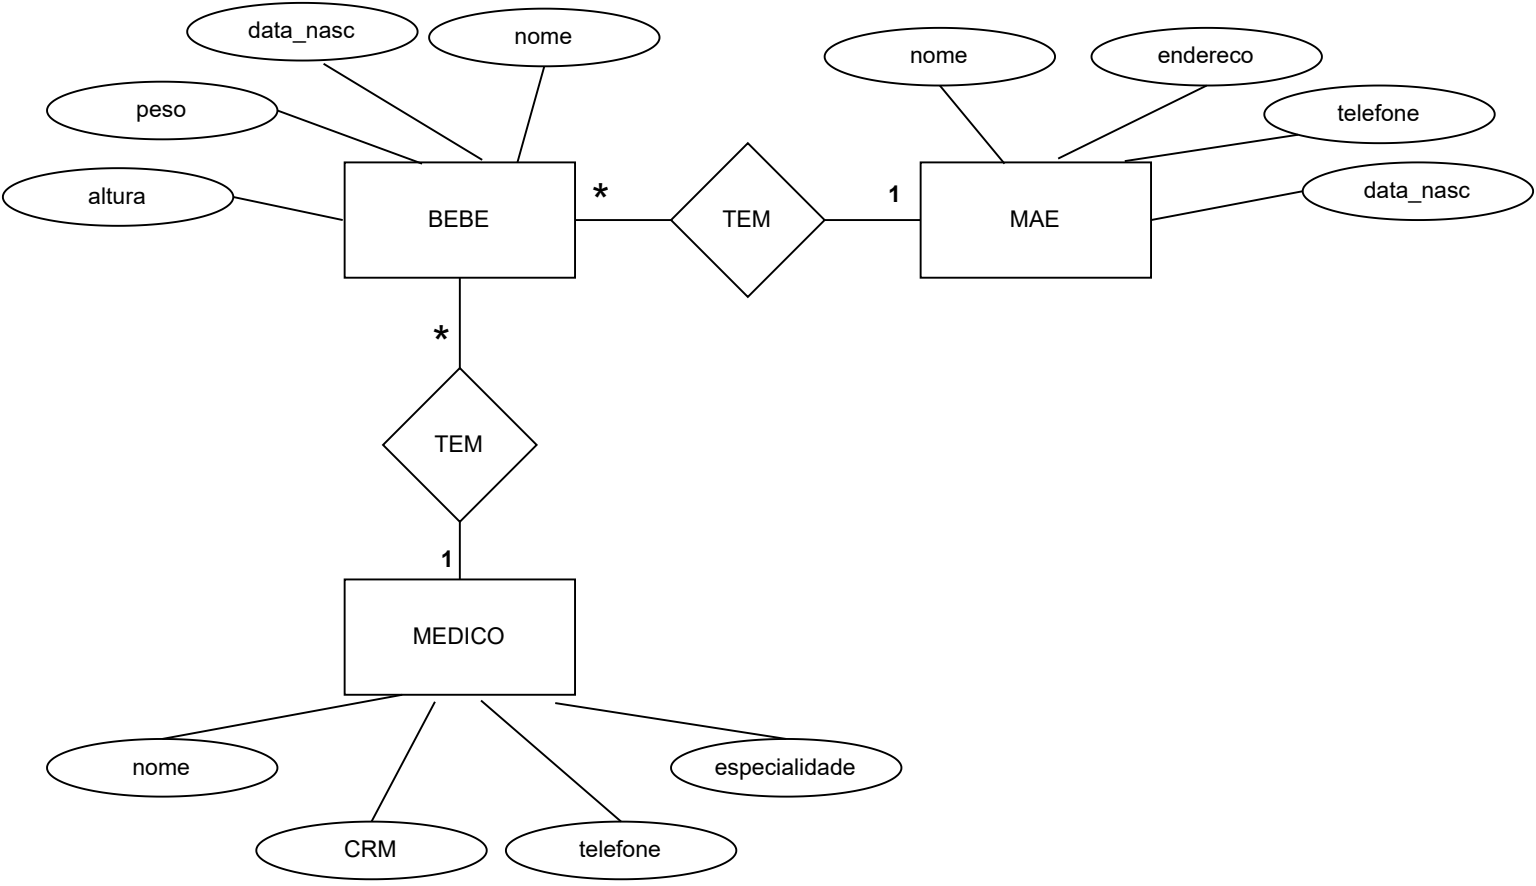 data_nasc
nome
nome
endereco
peso
telefone
altura
data_nasc
*
1
BEBE
TEM
MAE
*
TEM
1
MEDICO
nome
especialidade
CRM
telefone